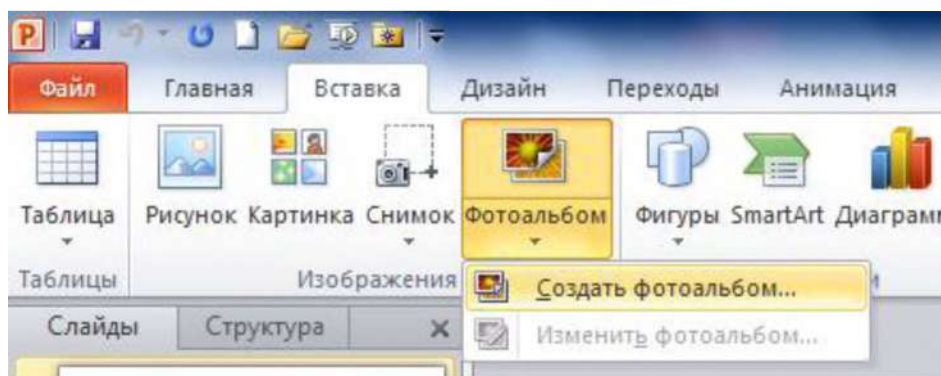 Файл Главная Вставка Дизайн Переходы Анимация
Таблица Рисунок Картинка Снимок Фотоальбом Фигуры SmartArt
Таблицы Изображения
Создать фотоальбом...
Слайды Структура
Изменить фотоальбом...